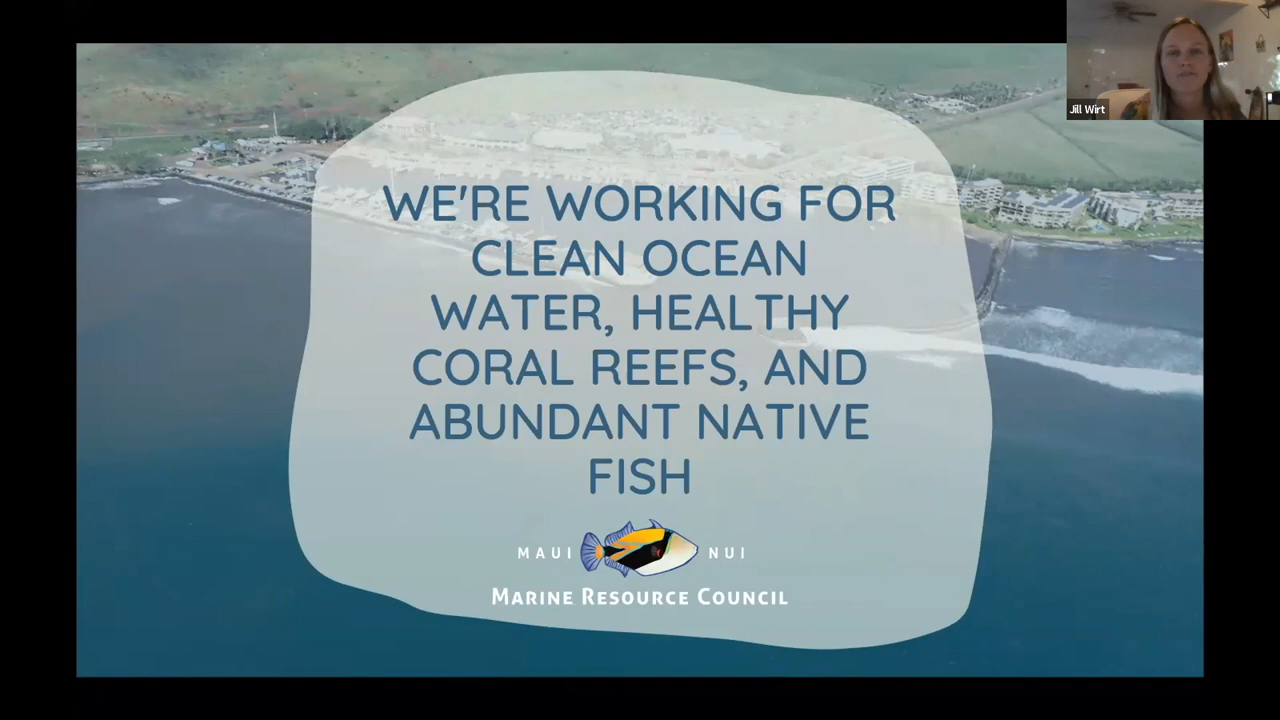 Jill Wirt
WE'RE WORKING FOR
CLEAN OCEAN
WATER, HEALTHY
CORAL REEFS, AND
ABUNDANT NATIVE
FISH
MAUI NUI
MARINE RESOURCE COUNCIL